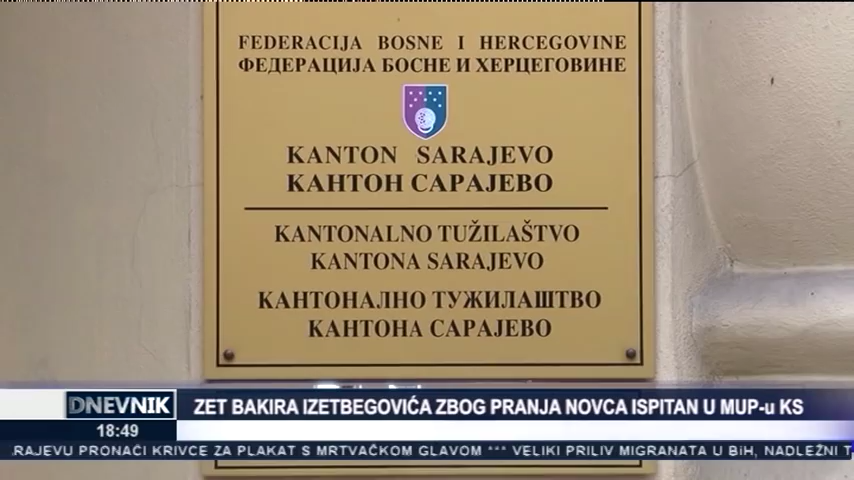 FEDERACIJA BOSNE I HERCEGOVINE
ФЕДЕРАЦИЈА БОСНЕ И ХЕРЦЕГОВИНЕ
KANTON SARAJEVO
КАНТОН САРАЈЕВО
KANTONALNO TUŽILAŠTVO
KANTONA SARAJEVO
КАНТОНАЛНО ТУЖИЛАШТВО
КАНТОНА САРАЈЕВО
DNEVNIK ZET BAKIRA IZETBEGOVIĆA ZBOG PRANJA NOVCA ISPITAN U MUP-u KS
18:49
.RAJEVU PRONAĆI KRIVCE ZA PLAKAT S MRTVAČKOM GLAVOM *** VELIKI PRILIV MIGRANATA U BiH, NADLEŽNI